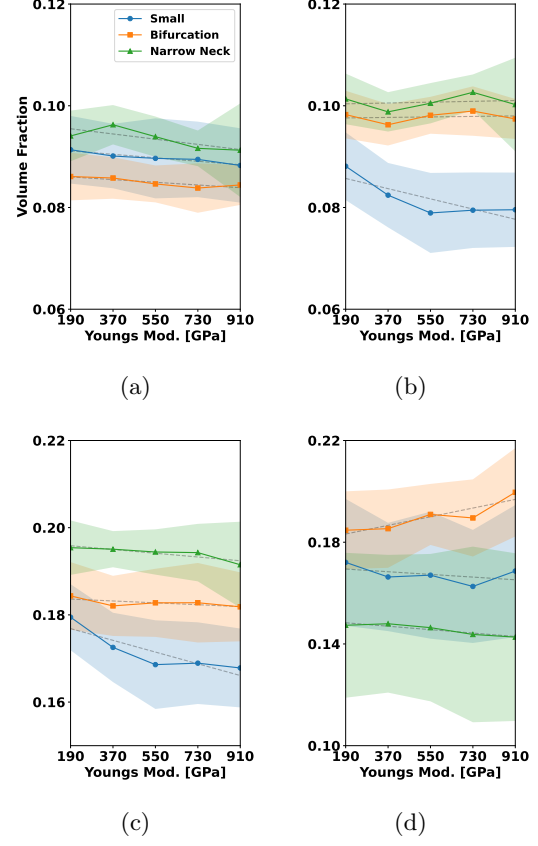 0.12
0.10
0.08
0.06
Volume Fraction
Small
Bifurcation
Narrow Neck
190 370 550 730 910
Youngs Mod. [GPa]
(a)
0.12
0.10
0.08
0.06
190 370 550 730 910
Youngs Mod. [GPa]
(b)
0.22
0.20
0.18
0.16
190 370 550 730 910
Youngs Mod. [GPa]
(c)
0.22
0.18
0.14
0.10
190 370 550 730 910
Youngs Mod. [GPa]
(d)